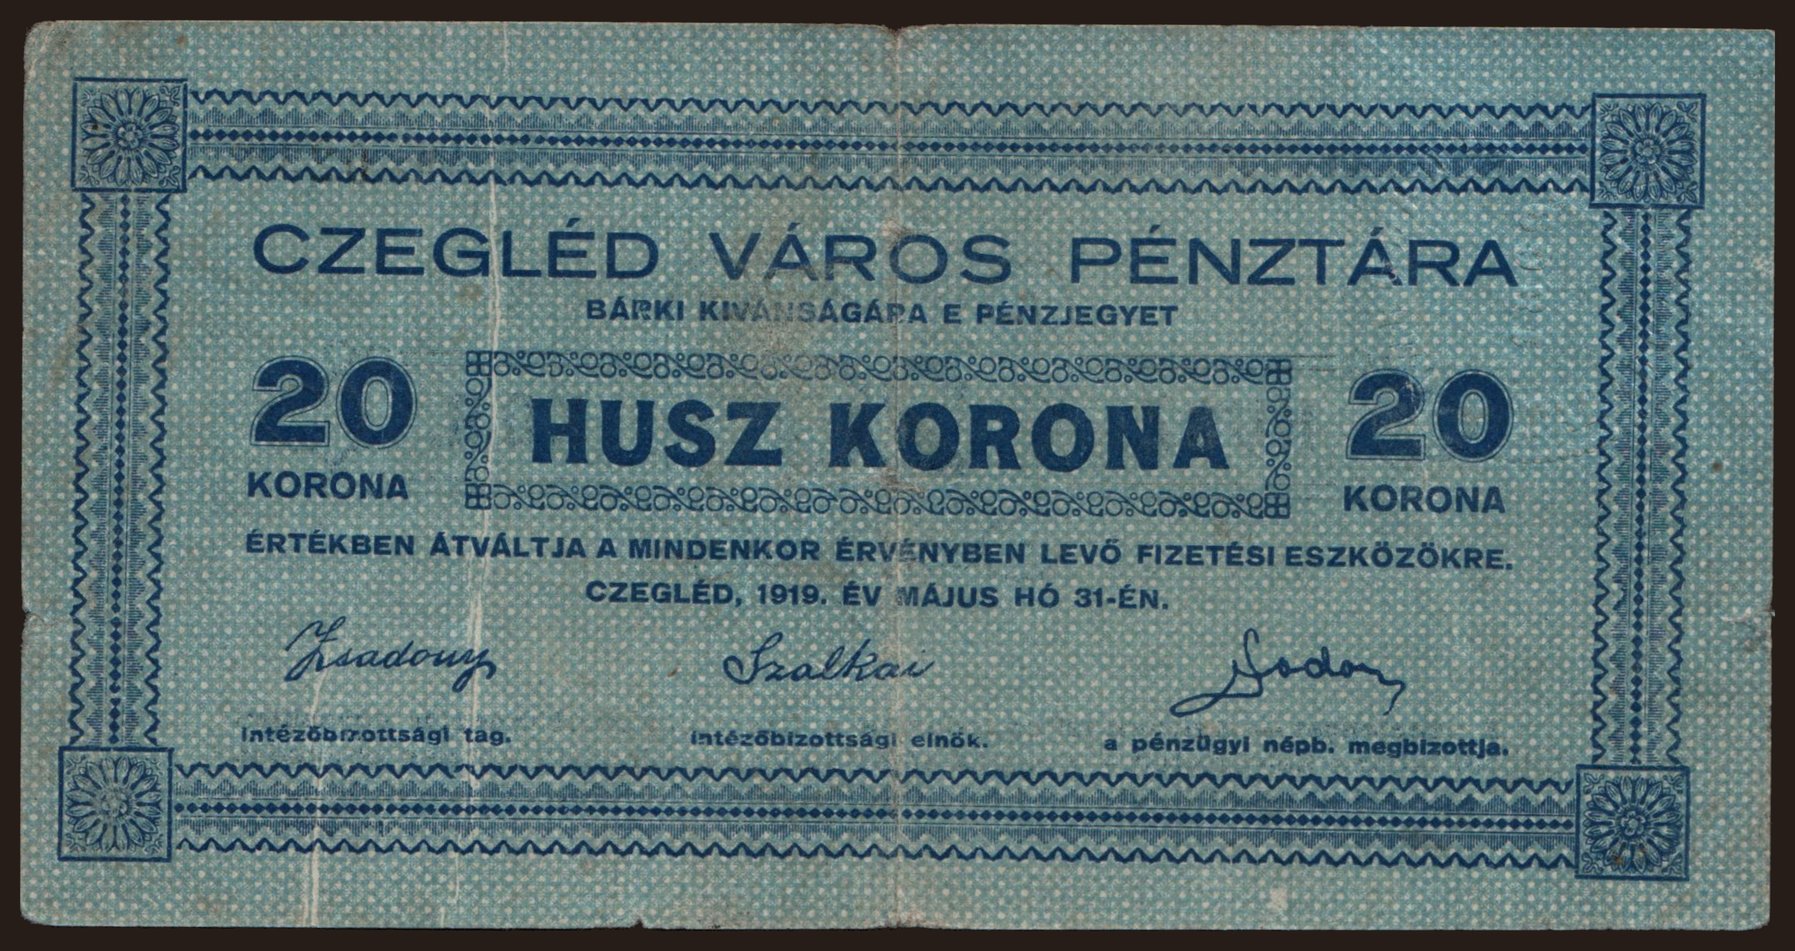 CZEGLÉD VÁROS PÉNZTÁRA
BÁRKI KIVÁNSÁGÁRA E PÉNZJEGYET
20 HUSZ KORONA 20
KORONA KORONA
ÉRTÉKBEN ÁTVÁLTJA A MINDENKOR ÉRVÉNYBEN LEVŐ FIZETÉSI ESZKÖZÖKRE.
CZEGLÉD, 1919. ÉV MÁJUS HÓ 31-ÉN.
Zsadony Szalkai
intézőbizottsági tag. intézőbizottsági elnök. a pénzügyi népb. megbizottja.